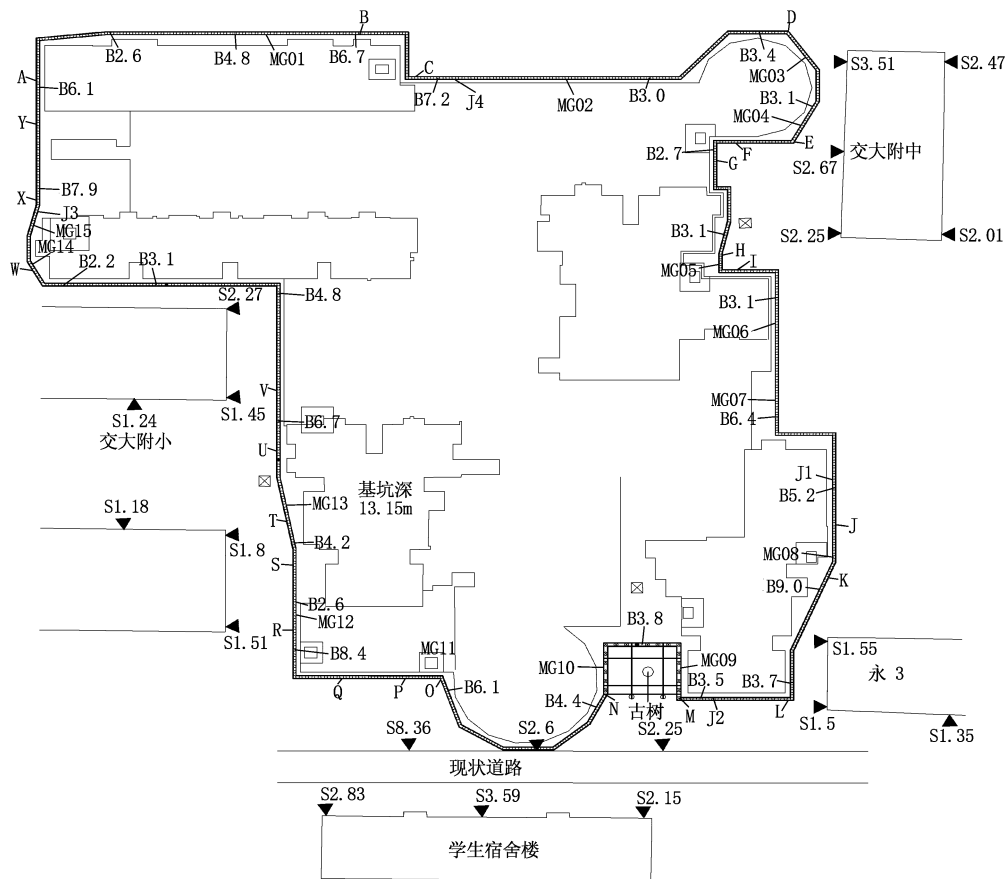 B
D
B2.6
B4.8
MG01
B6.7
B3.4
A
B6.1
C
B7.2
J4
MG02
B3.0
MG03
S3.51
S2.47
Y
B3.1
MG04
E
B2.7
F
G
S2.67
交大附中
X
B7.9
J3
MG15
MG14
W
B2.2
B3.1
B3.1
H
MG05
I
S2.25
S2.01
S2.27
B4.8
B3.1
MG06
V
S1.24
S1.45
交大附小
B6.7
MG07
B6.4
U
基坑深
13.15m
J1
B5.2
S1.18
MG13
T
S1.8
B4.2
S
J
MG08
K
B9.0
B2.6
MG12
S1.51
R
B8.4
MG11
B3.8
MG10
MG09
S1.55
永 3
Q
P
O
B6.1
B4.4
N
古树
M
B3.5
J2
B3.7
L
S1.5
S1.35
S8.36
S2.6
S2.25
现状道路
S2.83
S3.59
S2.15
学生宿舍楼